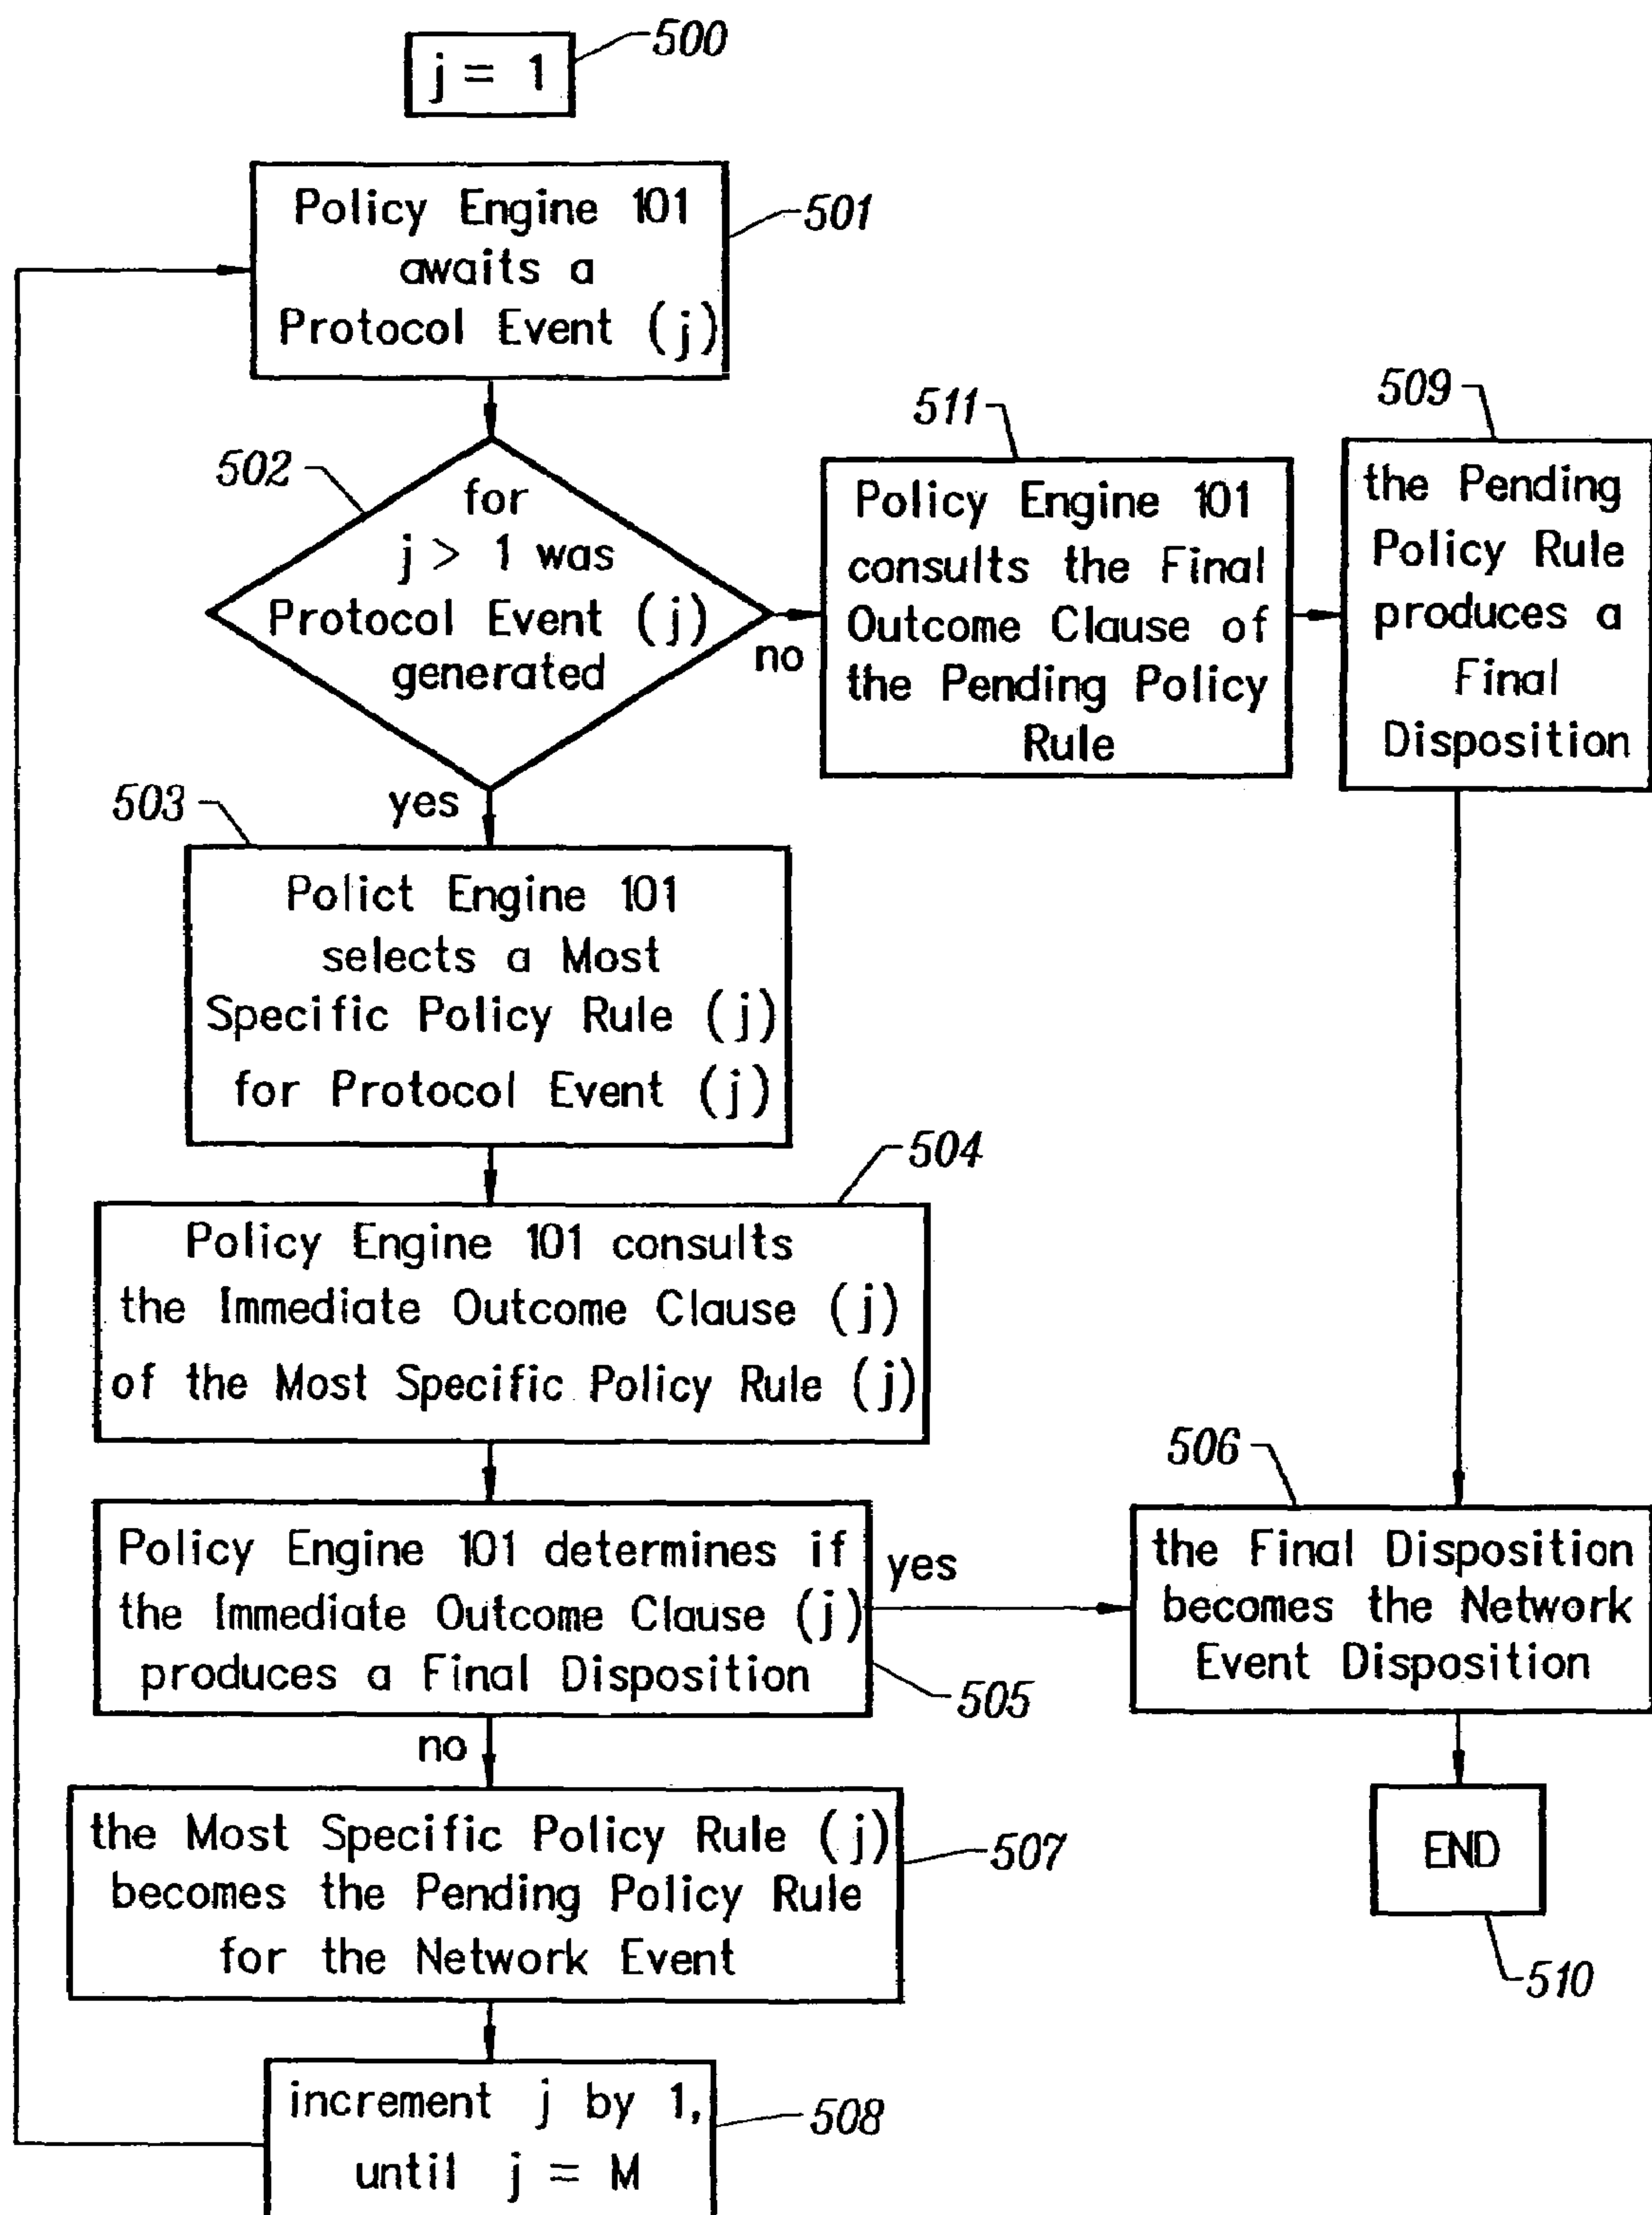 j = 1
500
Policy Engine 101
awaits a
Protocol Event (j)
501
502
for
j > 1 was
Protocol Event (j)
generated
no
yes
511
Policy Engine 101
consults the Final
Outcome Clause of
the Pending Policy
Rule
509
the Pending
Policy Rule
produces a
Final
Disposition
503
Polict Engine 101
selects a Most
Specific Policy Rule (j)
for Protocol Event (j)
504
Policy Engine 101 consults
the Immediate Outcome Clause (j)
of the Most Specific Policy Rule (j)
Policy Engine 101 determines if
the Immediate Outcome Clause (j)
produces a Final Disposition
505
yes
no
506
the Final Disposition
becomes the Network
Event Disposition
the Most Specific Policy Rule (j)
becomes the Pending Policy Rule
for the Network Event
507
END
510
increment j by 1,
until j = M
508